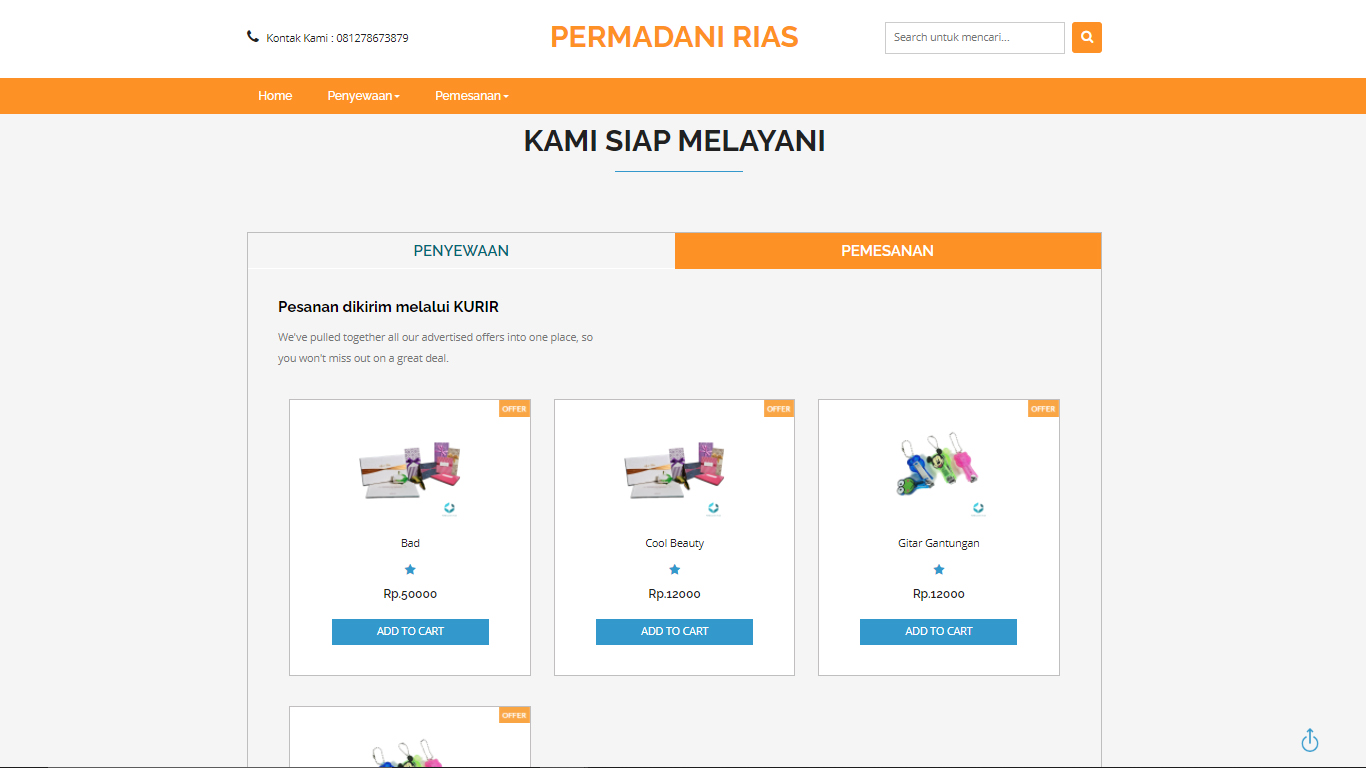 Kontak Kami : 081278673879
PERMADANI RIAS
Search untuk mencari...
Home
Penyewaan
Pemesanan
KAMI SIAP MELAYANI
PENYEWAAN
PEMESANAN
Pesanan dikirim melalui KURIR
We've pulled together all our advertised offers into one place, so
you won't miss out on a great deal.
OFFER
Bad
Rp.50000
ADD TO CART
OFFER
Cool Beauty
Rp.12000
ADD TO CART
OFFER
Gitar Gantungan
Rp.12000
ADD TO CART
OFFER